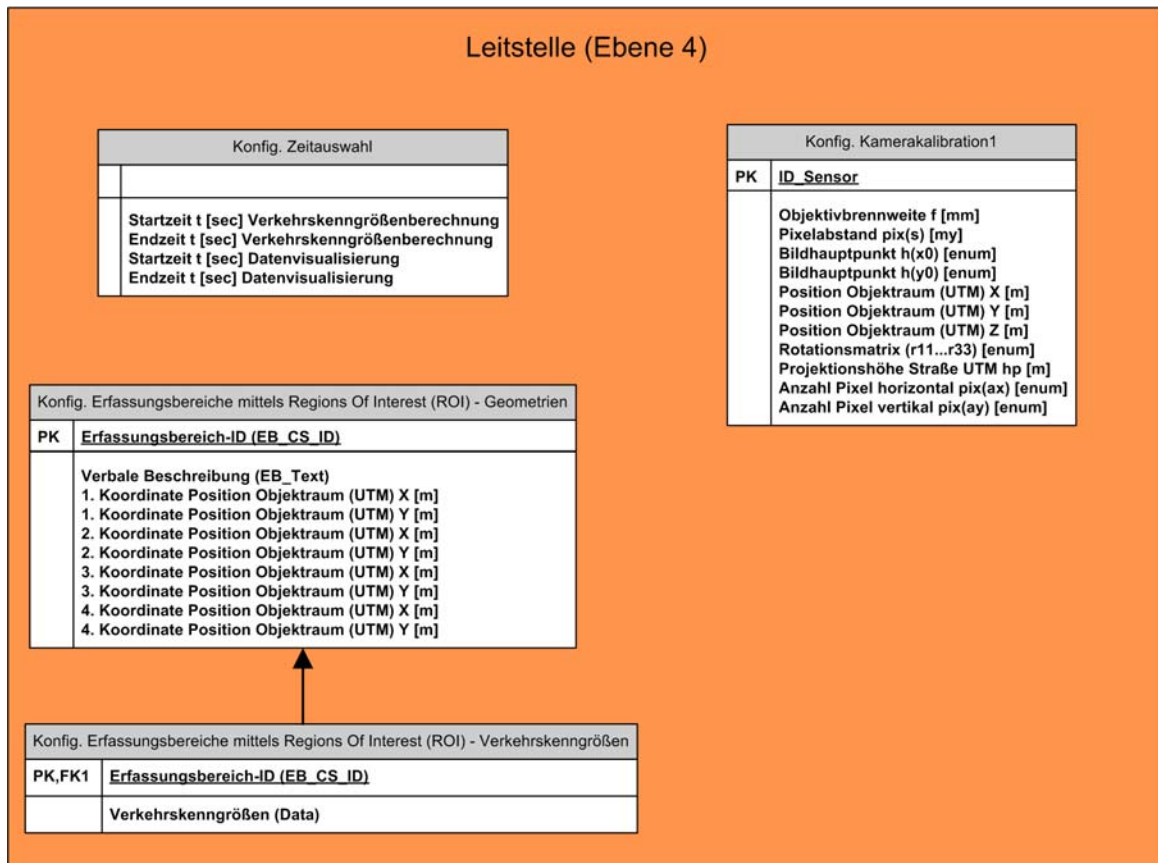 Leitstelle (Ebene 4)
Konfig. Zeitauswahl
Startzeit t [sec] Verkehrskenngrößenberechnung
Endzeit t [sec] Verkehrskenngrößenberechnung
Startzeit t [sec] Datenvisualisierung
Endzeit t [sec] Datenvisualisierung
Konfig. Kamerakalibration1
PK ID_Sensor
Objektivbrennweite f [mm]
Pixelabstand pix(s) [my]
Bildhauptpunkt h(x0) [enum]
Bildhauptpunkt h(y0) [enum]
Position Objektraum (UTM) X [m]
Position Objektraum (UTM) Y [m]
Position Objektraum (UTM) Z [m]
Rotationsmatrix (r11...r33) [enum]
Projektionshöhe Straße UTM hp [m]
Anzahl Pixel horizontal pix(ax) [enum]
Anzahl Pixel vertikal pix(ay) [enum]
Konfig. Erfassungsbereiche mittels Regions Of Interest (ROI) - Geometrien
PK Erfassungsbereich-ID (EB_CS_ID)
Verbale Beschreibung (EB_Text)
1. Koordinate Position Objektraum (UTM) X [m]
1. Koordinate Position Objektraum (UTM) Y [m]
2. Koordinate Position Objektraum (UTM) X [m]
2. Koordinate Position Objektraum (UTM) Y [m]
3. Koordinate Position Objektraum (UTM) X [m]
3. Koordinate Position Objektraum (UTM) Y [m]
4. Koordinate Position Objektraum (UTM) X [m]
4. Koordinate Position Objektraum (UTM) Y [m]
Konfig. Erfassungsbereiche mittels Regions Of Interest (ROI) - Verkehrskenngrößen
PK,FK1 Erfassungsbereich-ID (EB_CS_ID)
Verkehrskenngrößen (Data)